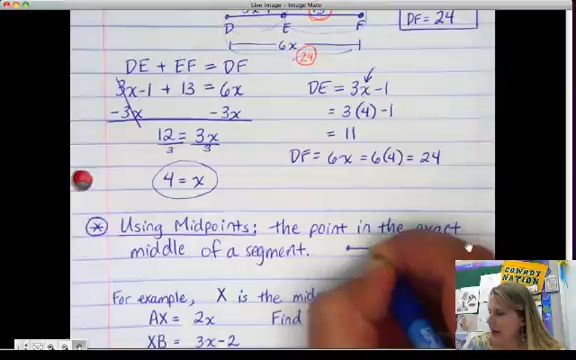 Live Image - Image Mate
13
DF = 24
D E F
6x
24
DE + EF = DF
3x-1 + 13 = 6x
-3x -3x
12 = 3x
3 3
4 = x
DE = 3x-1
= 3(4)-1
= 11
DF = 6x = 6(4) = 24
* Using Midpoints: the point in the exact
middle of a segment.
For example, X is the mid
AX = 2x Find
XB = 3x-2
COWBOY
NATION